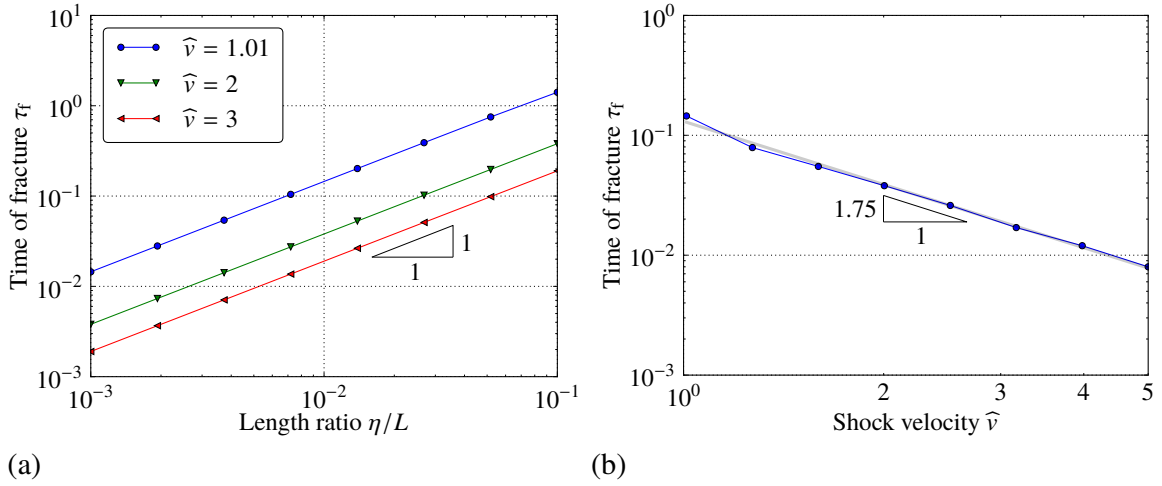 10^1
10^0
10^{-1}
10^{-2}
10^{-3}
Time of fracture τ_f
v̂ = 1.01
v̂ = 2
v̂ = 3
1
1
10^{-3}
10^{-2}
10^{-1}
Length ratio η/L
(a)
10^0
10^{-1}
10^{-2}
10^{-3}
Time of fracture τ_f
1.75
1
10^0
2
3
4
5
Shock velocity v̂
(b)